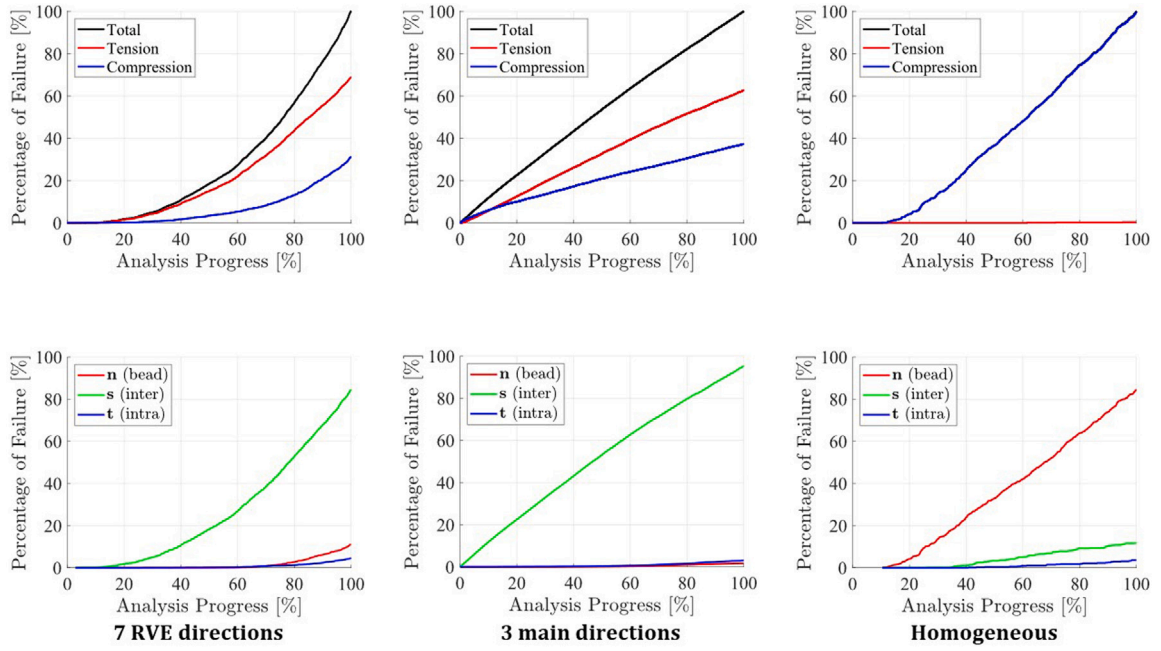 Percentage of Failure [%]
100
80
60
40
20
0
Total
Tension
Compression
0 20 40 60 80 100
Analysis Progress [%]
Percentage of Failure [%]
100
80
60
40
20
0
Total
Tension
Compression
0 20 40 60 80 100
Analysis Progress [%]
Percentage of Failure [%]
100
80
60
40
20
0
Total
Tension
Compression
0 20 40 60 80 100
Analysis Progress [%]
Percentage of Failure [%]
100
80
60
40
20
0
n (bead)
s (inter)
t (intra)
0 20 40 60 80 100
Analysis Progress [%]
7 RVE directions
Percentage of Failure [%]
100
80
60
40
20
0
n (bead)
s (inter)
t (intra)
0 20 40 60 80 100
Analysis Progress [%]
3 main directions
Percentage of Failure [%]
100
80
60
40
20
0
n (bead)
s (inter)
t (intra)
0 20 40 60 80 100
Analysis Progress [%]
Homogeneous